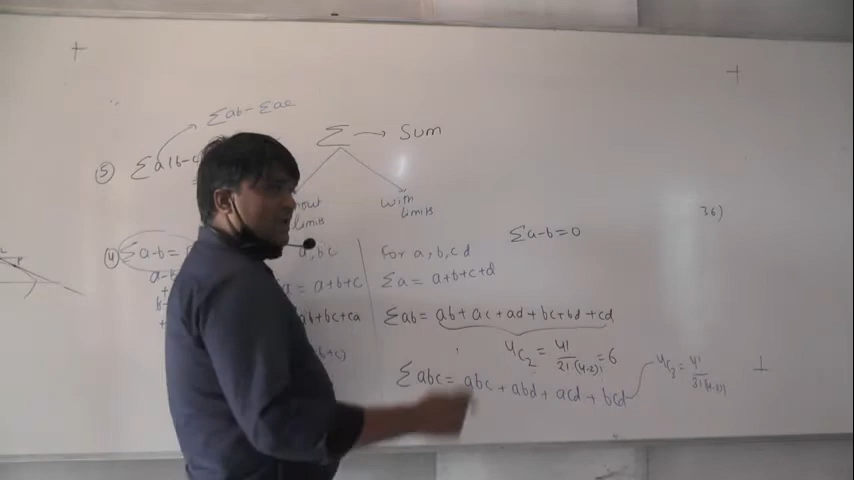 Σab-Σac
Σ → Sum
⑤ Σa(b-c
with
limits
limits
36)
Σa-b=0
④ Σa-b=
a,b,c
for a,b,c,d
= a+b+c
Σa = a+b+c+d
ab+bc+ca
Σab = ab + ac + ad + bc + bd + cd
b+c)
4C₂ = 4!/2!(4-2)! = 6
Σabc = abc + abd + acd + bcd
4C₃ = 4!/3!(4-3)!